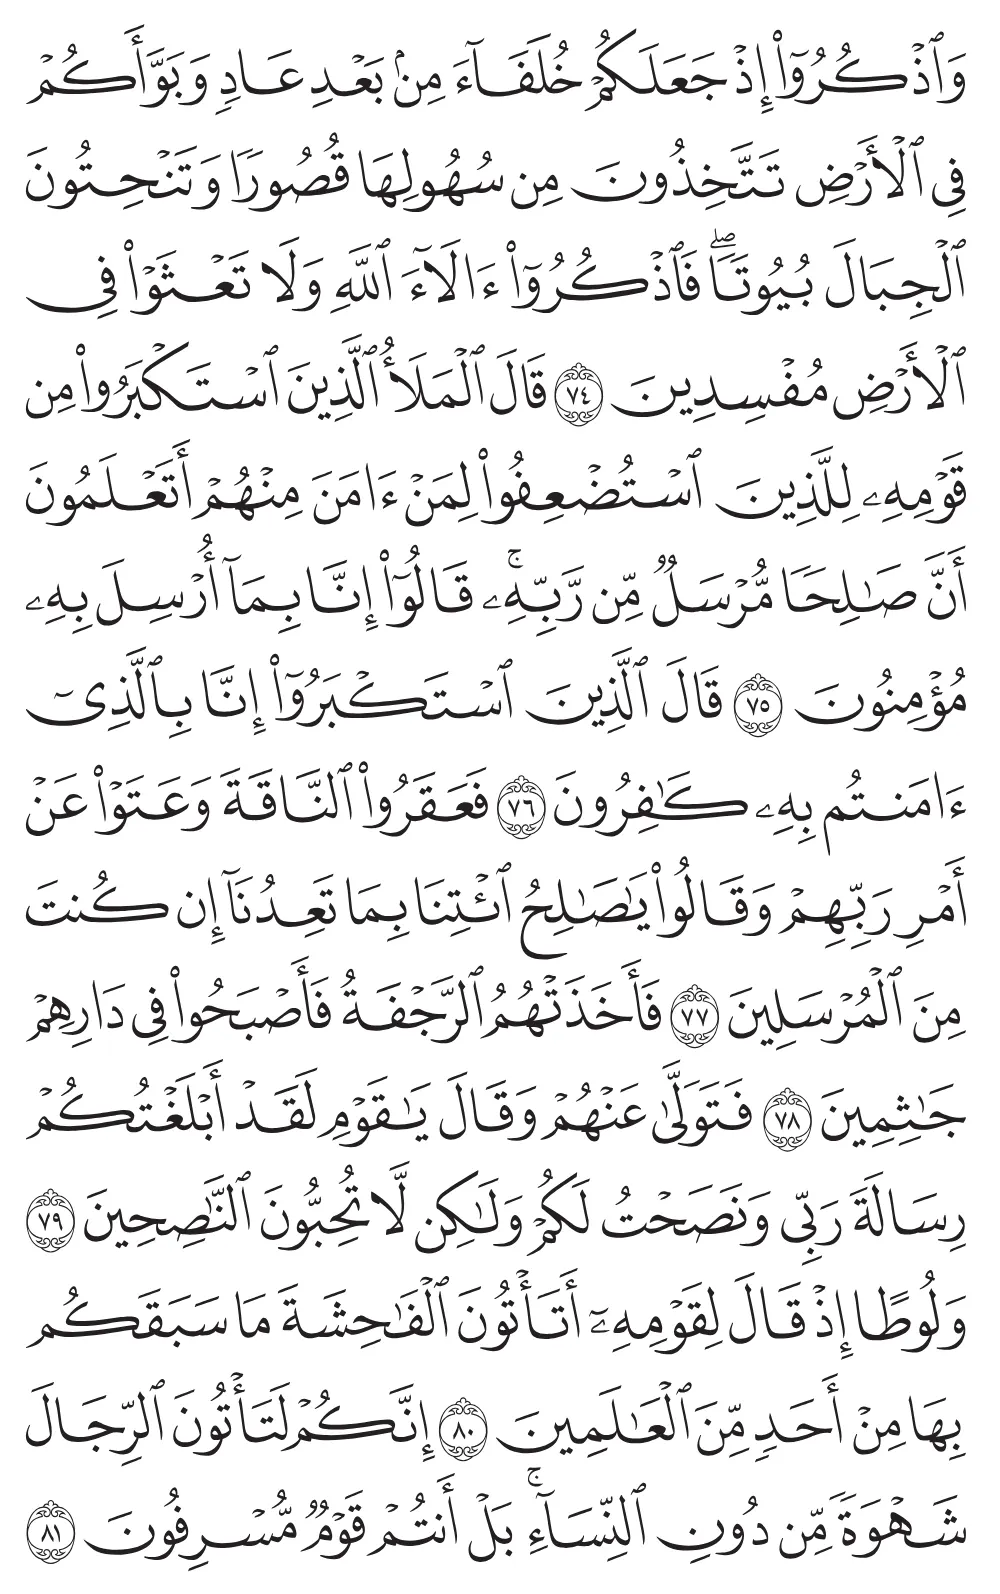 وَٱذۡكُرُوٓاْ إِذۡ جَعَلَكُمۡ خُلَفَآءَ مِنۢ بَعۡدِ عَادٖ وَبَوَّأَكُمۡ
فِي ٱلۡأَرۡضِ تَتَّخِذُونَ مِن سُهُولِهَا قُصُورٗا وَتَنۡحِتُونَ
ٱلۡجِبَالَ بُيُوتٗاۖ فَٱذۡكُرُوٓاْ ءَالَآءَ ٱللَّهِ وَلَا تَعۡثَوۡاْ فِي
ٱلۡأَرۡضِ مُفۡسِدِينَ ٧٤ قَالَ ٱلۡمَلَأُ ٱلَّذِينَ ٱسۡتَكۡبَرُواْ مِن
قَوۡمِهِۦ لِلَّذِينَ ٱسۡتُضۡعِفُواْ لِمَنۡ ءَامَنَ مِنۡهُمۡ أَتَعۡلَمُونَ
أَنَّ صَٰلِحٗا مُّرۡسَلٞ مِّن رَّبِّهِۦۚ قَالُوٓاْ إِنَّا بِمَآ أُرۡسِلَ بِهِۦ
مُؤۡمِنُونَ ٧٥ قَالَ ٱلَّذِينَ ٱسۡتَكۡبَرُوٓاْ إِنَّا بِٱلَّذِيٓ
ءَامَنتُم بِهِۦ كَٰفِرُونَ ٧٦ فَعَقَرُواْ ٱلنَّاقَةَ وَعَتَوۡاْ عَنۡ
أَمۡرِ رَبِّهِمۡ وَقَالُواْ يَٰصَٰلِحُ ٱئۡتِنَا بِمَا تَعِدُنَآ إِن كُنتَ
مِنَ ٱلۡمُرۡسَلِينَ ٧٧ فَأَخَذَتۡهُمُ ٱلرَّجۡفَةُ فَأَصۡبَحُواْ فِي دَارِهِمۡ
جَٰثِمِينَ ٧٨ فَتَوَلَّىٰ عَنۡهُمۡ وَقَالَ يَٰقَوۡمِ لَقَدۡ أَبۡلَغۡتُكُمۡ
رِسَالَةَ رَبِّي وَنَصَحۡتُ لَكُمۡ وَلَٰكِن لَّا تُحِبُّونَ ٱلنَّٰصِحِينَ ٧٩
وَلُوطًا إِذۡ قَالَ لِقَوۡمِهِۦٓ أَتَأۡتُونَ ٱلۡفَٰحِشَةَ مَا سَبَقَكُم
بِهَا مِنۡ أَحَدٖ مِّنَ ٱلۡعَٰلَمِينَ ٨٠ إِنَّكُمۡ لَتَأۡتُونَ ٱلرِّجَالَ
شَهۡوَةٗ مِّن دُونِ ٱلنِّسَآءِۚ بَلۡ أَنتُمۡ قَوۡمٞ مُّسۡرِفُونَ ٨١